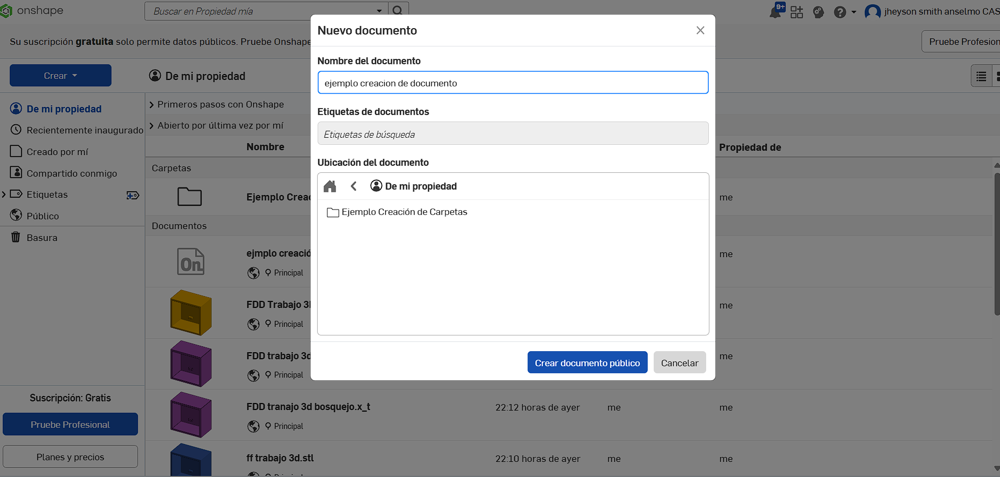 onshape
Buscar en Propiedad mía
9+
jheyson smith anselmo CAS
Su suscripción gratuita solo permite datos públicos. Pruebe Onshape
Pruebe Profesion
Crear
De mi propiedad
De mi propiedad
Recientemente inaugurado
Creado por mí
Compartido conmigo
Etiquetas
Público
Basura
Suscripción: Gratis
Pruebe Profesional
Planes y precios
Primeros pasos con Onshape
Abierto por última vez por mí
Nombre
Propiedad de
Carpetas
Ejemplo Creac
me
Documentos
On
ejmplo creació
Principal
me
FDD Trabajo 3
Principal
me
FDD trabajo 3d
Principal
me
FDD tranajo 3d bosquejo.x_t
22:12 horas de ayer
me
me
Principal
ff trabajo 3d.stl
22:10 horas de ayer
me
me
Nuevo documento
Nombre del documento
ejemplo creacion de documento
Etiquetas de documentos
Etiquetas de búsqueda
Ubicación del documento
De mi propiedad
Ejemplo Creación de Carpetas
Crear documento público
Cancelar